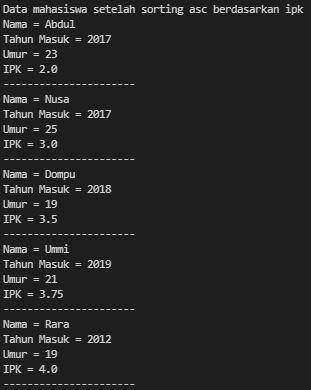 Data mahasiswa setelah sorting asc berdasarkan ipk
Nama = Abdul
Tahun Masuk = 2017
Umur = 23
IPK = 2.0
----------------------
Nama = Nusa
Tahun Masuk = 2017
Umur = 25
IPK = 3.0
----------------------
Nama = Dompu
Tahun Masuk = 2018
Umur = 19
IPK = 3.5
----------------------
Nama = Ummi
Tahun Masuk = 2019
Umur = 21
IPK = 3.75
----------------------
Nama = Rara
Tahun Masuk = 2012
Umur = 19
IPK = 4.0
----------------------